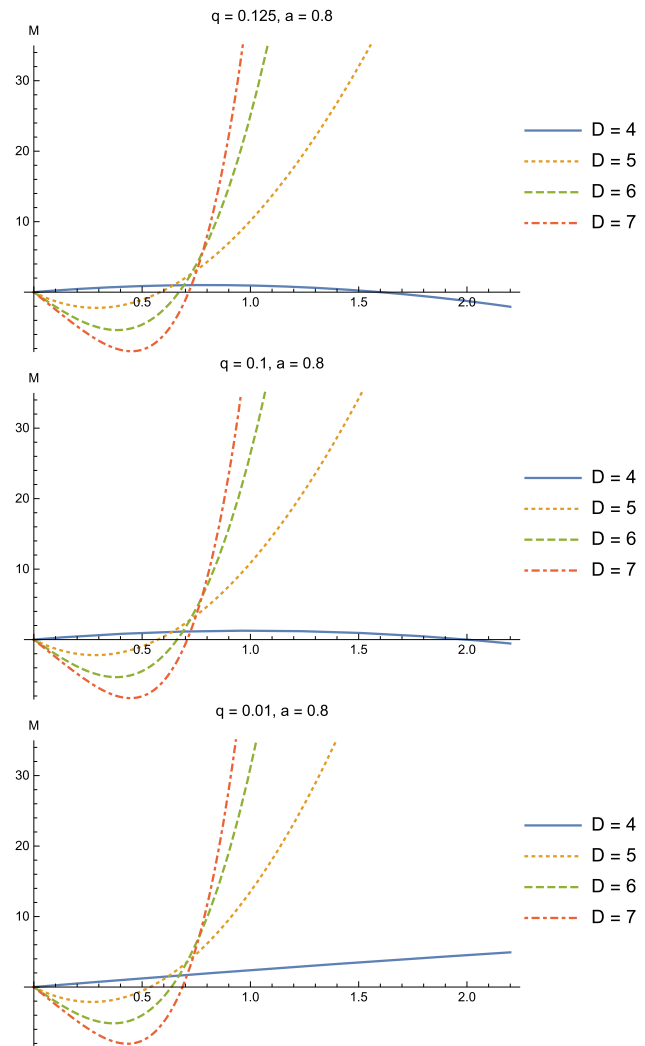 q = 0.125, a = 0.8
M
30
20
10
0.5
1.0
1.5
2.0
D = 4
D = 5
D = 6
D = 7
q = 0.1, a = 0.8
M
30
20
10
0.5
1.0
1.5
2.0
D = 4
D = 5
D = 6
D = 7
q = 0.01, a = 0.8
M
30
20
10
0.5
1.0
1.5
2.0
D = 4
D = 5
D = 6
D = 7